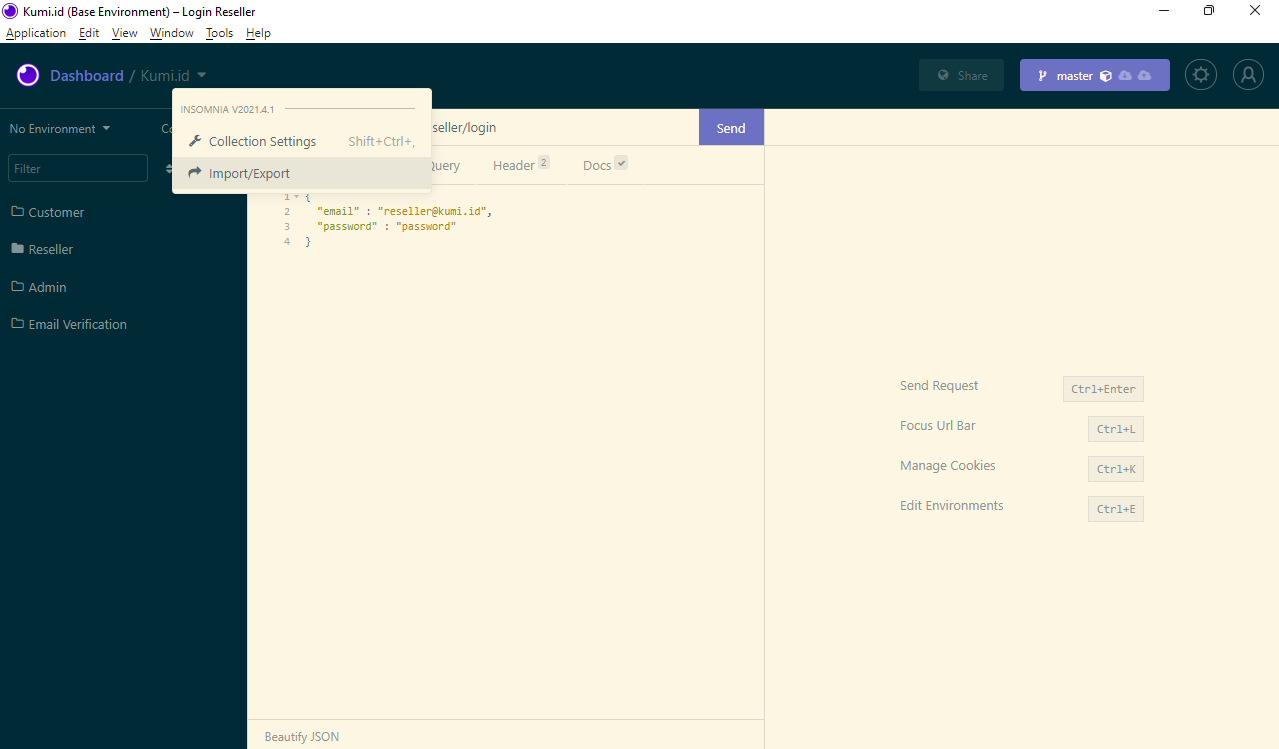 Kumi.id (Base Environment) – Login Reseller
Application Edit View Window Tools Help
Dashboard / Kumi.id
Share
master
INSOMNIA V2021.4.1
Collection Settings Shift+Ctrl+,
Import/Export
No Environment
Filter
Customer
Reseller
Admin
Email Verification
seller/login
Send
Header 2
Docs
1 {
2 "email" : "reseller@kumi.id",
3 "password" : "password"
4 }
Send Request Ctrl+Enter
Focus Url Bar Ctrl+L
Manage Cookies Ctrl+K
Edit Environments Ctrl+E
Beautify JSON